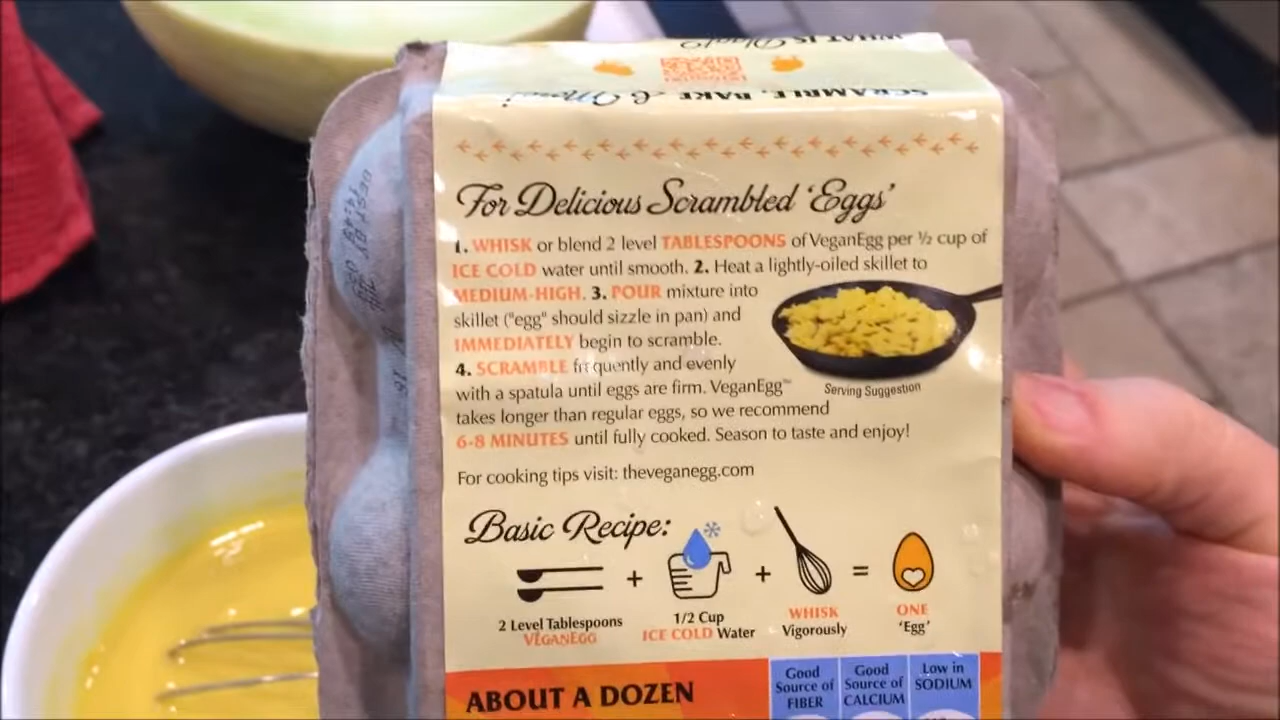 WHAT IS Plant?
SCRAMBLE, BAKE, & More!
For Delicious Scrambled ‘Eggs’
1. WHISK or blend 2 level TABLESPOONS of VeganEgg per ½ cup of
ICE COLD water until smooth. 2. Heat a lightly-oiled skillet to
MEDIUM-HIGH. 3. POUR mixture into
skillet ("egg" should sizzle in pan) and
IMMEDIATELY begin to scramble.
4. SCRAMBLE frequently and evenly
with a spatula until eggs are firm. VeganEgg™
takes longer than regular eggs, so we recommend
6-8 MINUTES until fully cooked. Season to taste and enjoy!
Serving Suggestion
For cooking tips visit: theveganegg.com
Basic Recipe:
+ + =
2 Level Tablespoons
VEGANEGG
1/2 Cup
ICE COLD Water
WHISK
Vigorously
ONE
‘Egg’
ABOUT A DOZEN
Good
Source of
FIBER
Good
Source of
CALCIUM
Low in
SODIUM